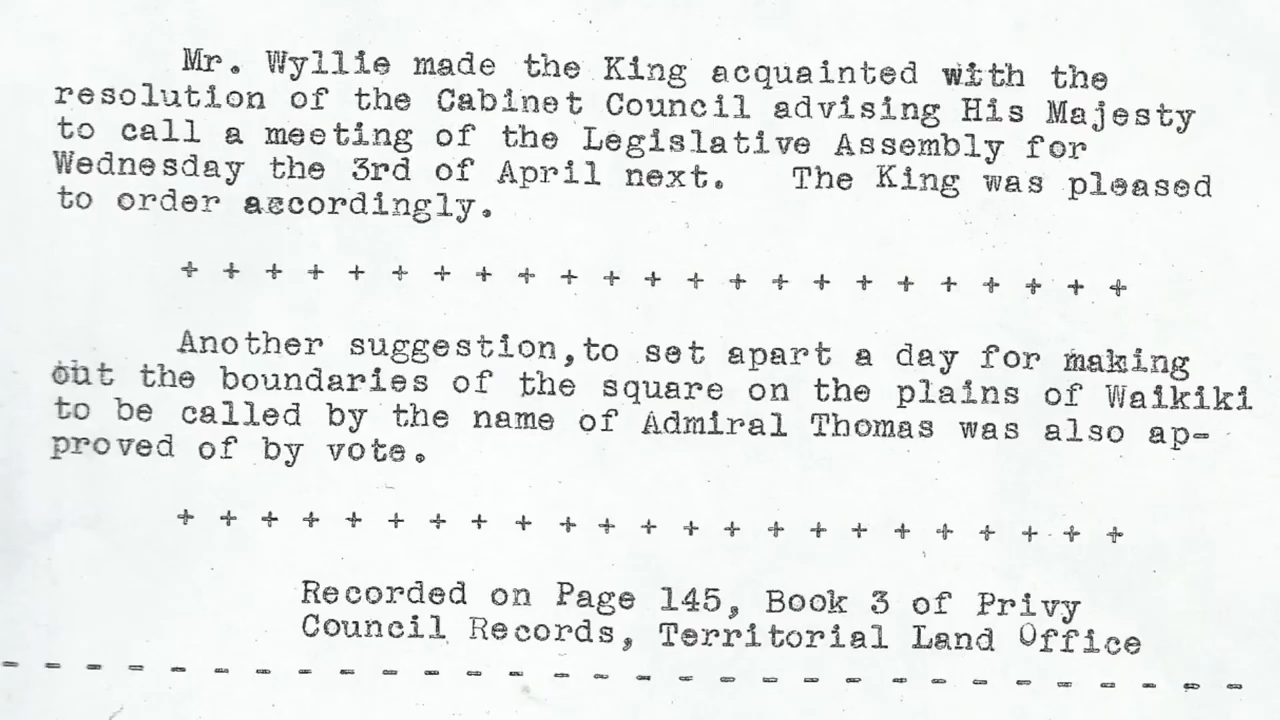 Mr. Wyllie made the King acquainted with the
resolution of the Cabinet Council advising His Majesty
to call a meeting of the Legislative Assembly for
Wednesday the 3rd of April next. The King was pleased
to order accordingly.
+ + + + + + + + + + + + + + + + + + + + + + +
Another suggestion,to set apart a day for making
out the boundaries of the square on the plains of Waikiki
to be called by the name of Admiral Thomas was also ap-
proved of by vote.
+ + + + + + + + + + + + + + + + + + + + + + +
Recorded on Page 145, Book 3 of Privy
Council Records, Territorial Land Office
- - - - - - - - - - - - - - - - - - - - - - - - - - - - - -